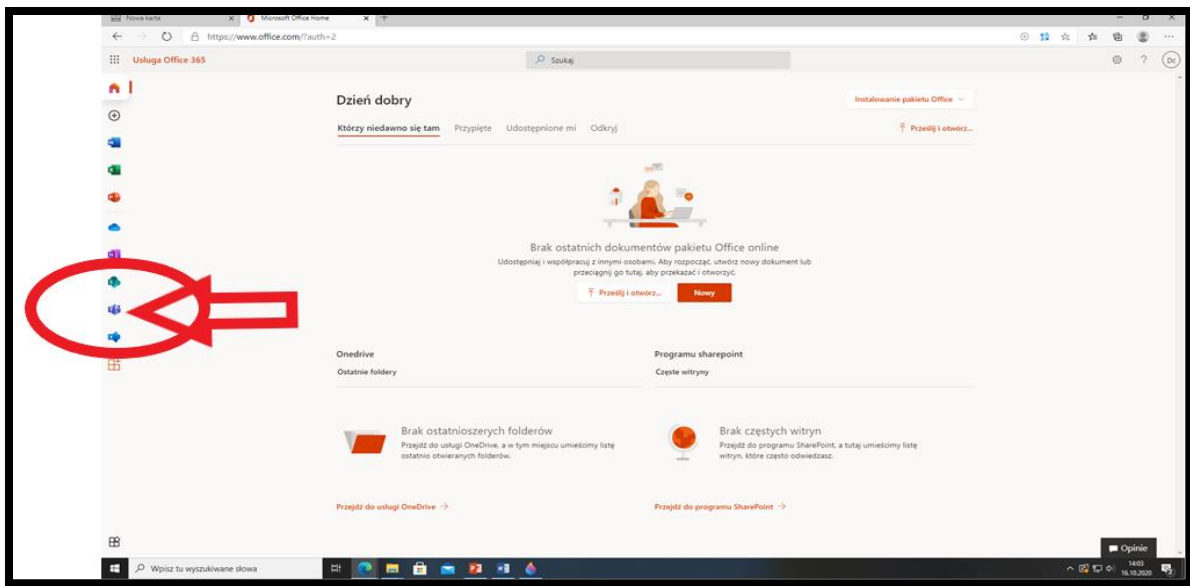 Nowa karta
Microsoft Office Home
https://www.office.com/?auth=2
Usługa Office 365
Szukaj
Dzień dobry
Instalowanie pakietu Office
Którzy niedawno się tam Przypięte Udostępnione mi Odkryj
Prześlij i otwórz...
Brak ostatnich dokumentów pakietu Office online
Udostępniaj i współpracuj z innymi osobami. Aby rozpocząć, utwórz nowy dokument lub
przeciągnij go tutaj, aby przekazać i otworzyć.
Prześlij i otwórz... Nowy
Onedrive
Ostatnie foldery
Programu sharepoint
Częste witryny
Brak ostatnioszerych folderów
Przejdź do usługi OneDrive, a w tym miejscu umieścimy listę
ostatnio otwieranych folderów.
Brak częstych witryn
Przejdź do programu SharePoint, a tutaj umieścimy listę
witryn, które często odwiedzasz.
Przejdź do usługi OneDrive →
Przejdź do programu SharePoint →
Opinie
Wpisz tu wyszukiwane słowa
14:03
16.10.2020